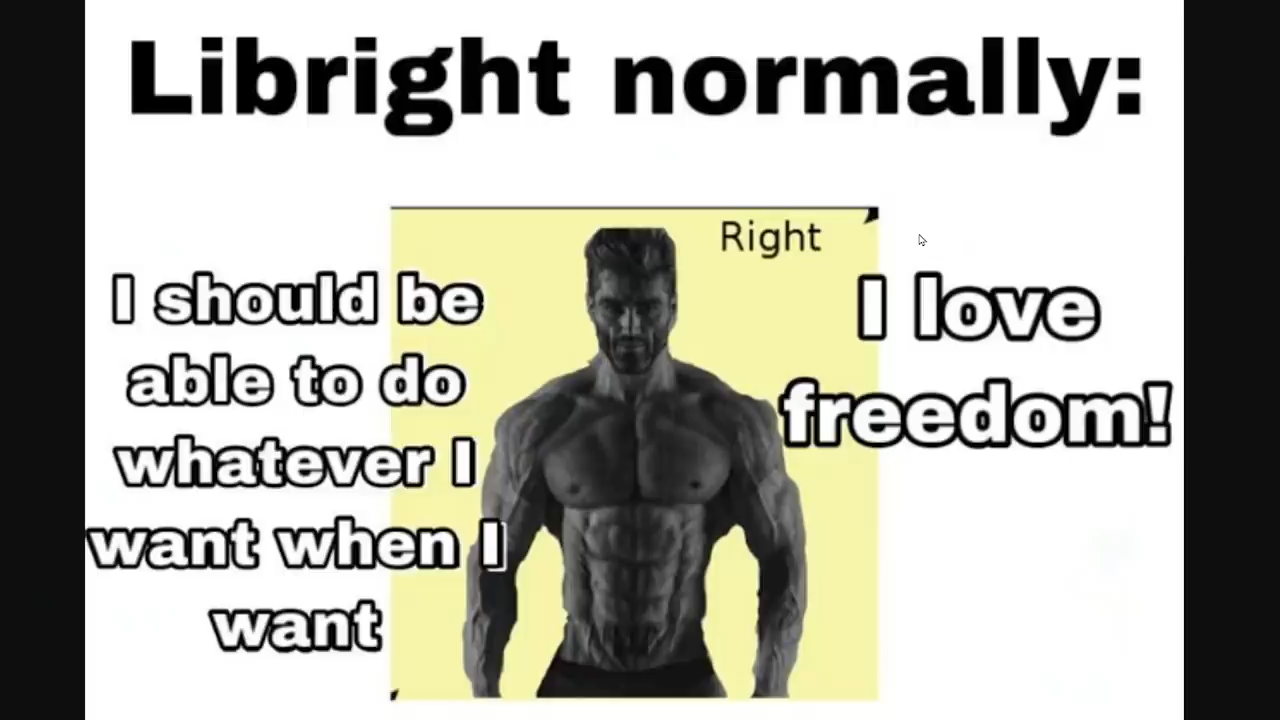 Libright normally:
Right
I should be
able to do
whatever I
want when I
want
I love
freedom!